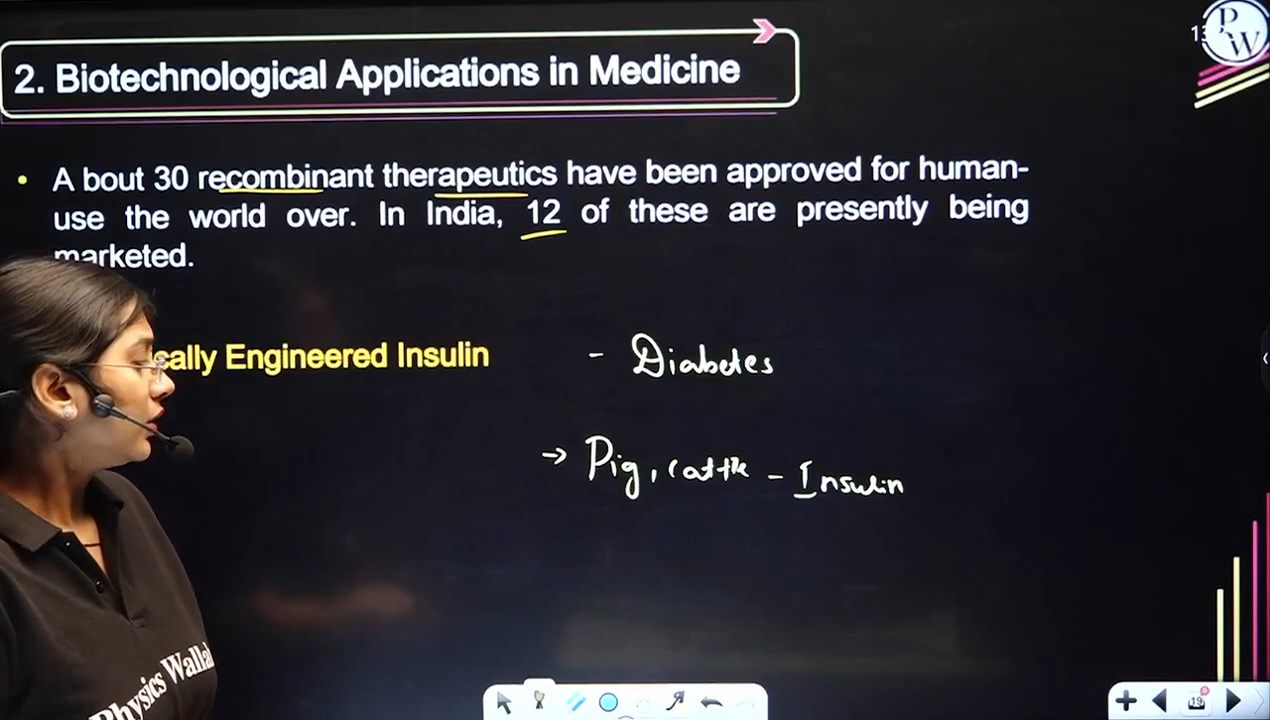 2. Biotechnological Applications in Medicine
P
W
• A bout 30 recombinant therapeutics have been approved for human-
use the world over. In India, 12 of these are presently being
marketed.
cally Engineered Insulin - Diabetes
→ Pig, cattle - Insulin
Physics Wallah
19